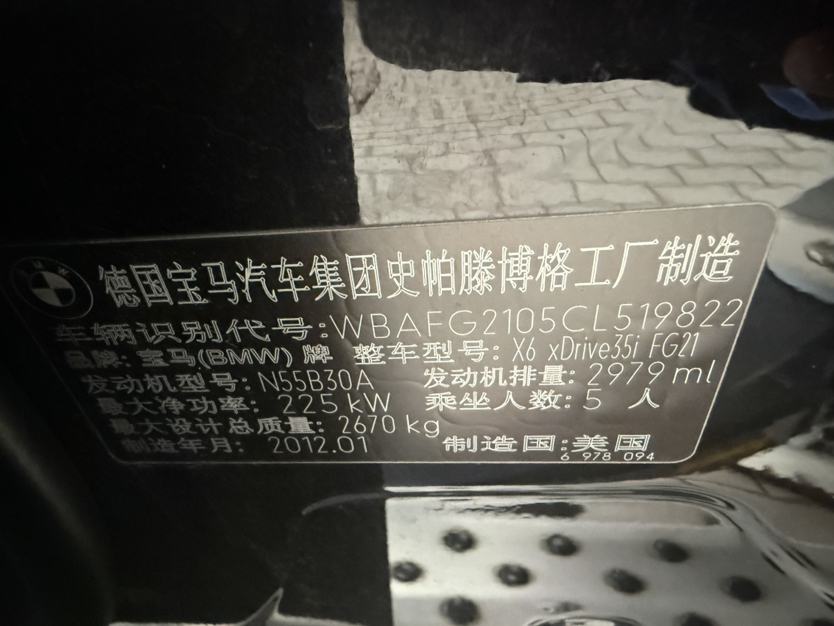 德国宝马汽车集团史帕滕博格工厂制造
车辆识别代号:WBAFG2105CL519822
品牌:宝马(BMW)牌 整车型号:X6 xDrive35i FG21
发动机型号:N55B30A 发动机排量:2979 ml
最大净功率:225 kW 乘坐人数:5 人
最大设计总质量:2670 kg
制造年月:2012.01 制造国:美国
6 978 094